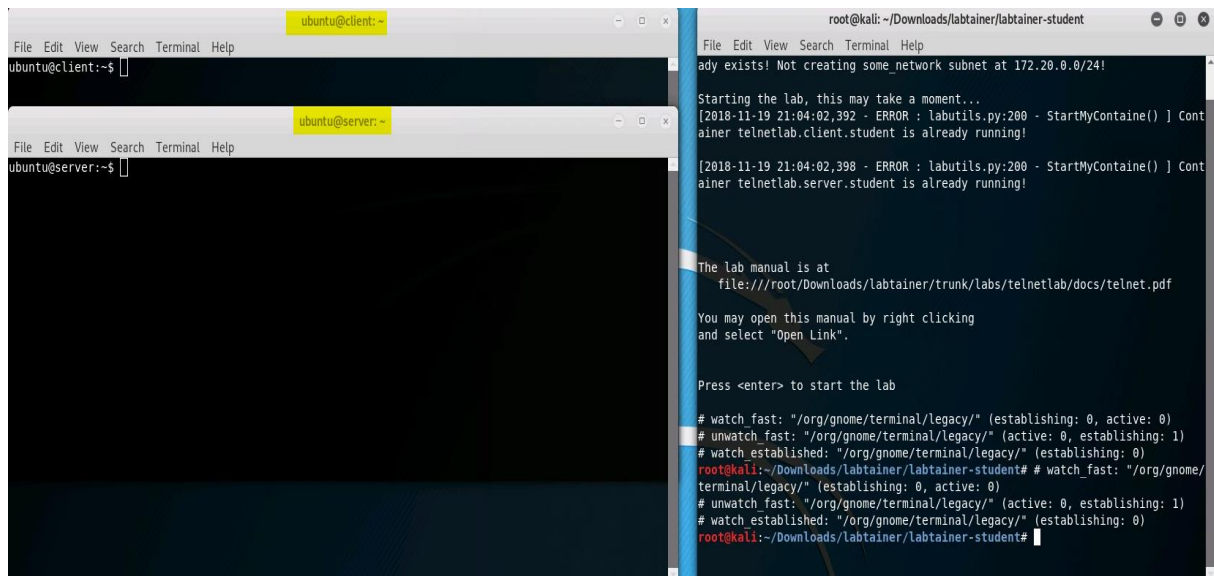 ubuntu@client: ~
File Edit View Search Terminal Help
ubuntu@client:~$
ubuntu@server: ~
File Edit View Search Terminal Help
ubuntu@server:~$
root@kali: ~/Downloads/labtainer/labtainer-student
File Edit View Search Terminal Help
ady exists! Not creating some_network subnet at 172.20.0.0/24!
Starting the lab, this may take a moment...
[2018-11-19 21:04:02,392 - ERROR : labutils.py:200 - StartMyContaine() ] Cont
ainer telnetlab.client.student is already running!
[2018-11-19 21:04:02,398 - ERROR : labutils.py:200 - StartMyContaine() ] Cont
ainer telnetlab.server.student is already running!
The lab manual is at
file:///root/Downloads/labtainer/trunk/labs/telnetlab/docs/telnet.pdf
You may open this manual by right clicking
and select "Open Link".
Press <enter> to start the lab
# watch_fast: "/org/gnome/terminal/legacy/" (establishing: 0, active: 0)
# unwatch_fast: "/org/gnome/terminal/legacy/" (active: 0, establishing: 1)
# watch_established: "/org/gnome/terminal/legacy/" (establishing: 0)
root@kali:~/Downloads/labtainer/labtainer-student# # watch_fast: "/org/gnome/
terminal/legacy/" (establishing: 0, active: 0)
# unwatch_fast: "/org/gnome/terminal/legacy/" (active: 0, establishing: 1)
# watch_established: "/org/gnome/terminal/legacy/" (establishing: 0)
root@kali:~/Downloads/labtainer/labtainer-student#